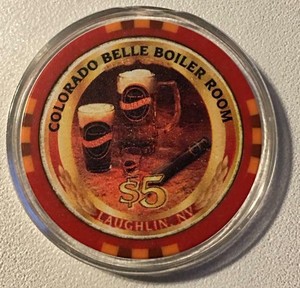 COLORADO BELLE BOILER ROOM
$5
LAUGHLIN, NV